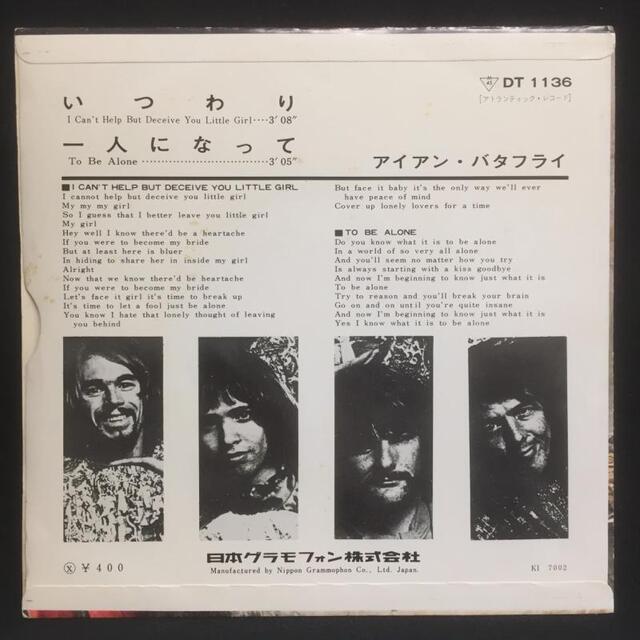 DT 1136
[アトランティック・レコード]
いつわり
I Can't Help But Deceive You Little Girl····3′08″
一人になって
To Be Alone ································3′05″
アイアン・バタフライ
■I CAN'T HELP BUT DECEIVE YOU LITTLE GIRL
I cannot help but deceive you little girl
My my my girl
So I guess that I better leave you little girl
My girl
Hey well I know there'd be a heartache
If you were to become my bride
But at least here is bluer
In hiding to share her in inside my girl
Alright
Now that we know there'd be heartache
If you were to become my bride
Let's face it girl it's time to break up
It's time to let a fool just be alone
You know I hate that lonely thought of leaving
you behind
But face it baby it's the only way we'll ever
have peace of mind
Cover up lonely lovers for a time
■TO BE ALONE
Do you know what it is to be alone
In a world of so very all alone
And you'll seem no matter how you try
Is always starting with a kiss goodbye
And now I'm beginning to know just what it is
To be alone
Try to reason and you'll break your brain
Go on and on until you're quite insane
And now I'm beginning to know just what it is
Yes I know what it is to be alone
日本グラモフォン株式会社
Manufactured by Nippon Grammophon Co., Ltd. Japan.
Ⓧ ¥400
KI 7002